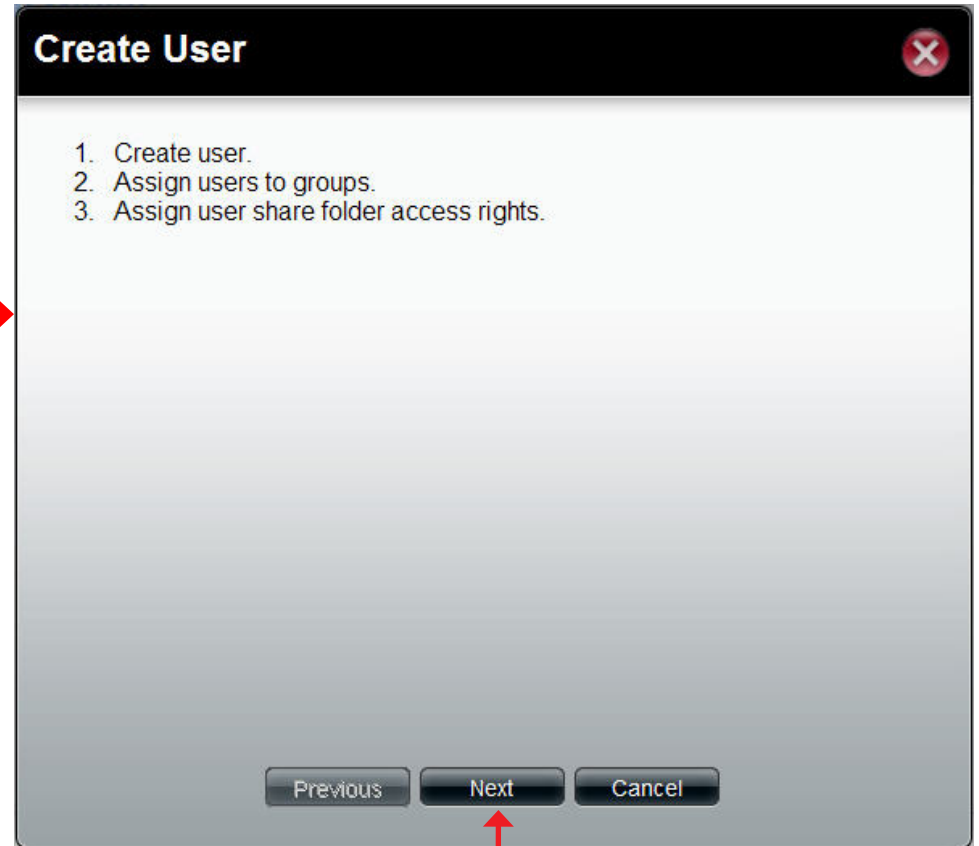 Create User
1. Create user.
2. Assign users to groups.
3. Assign user share folder access rights.
Previous Next Cancel